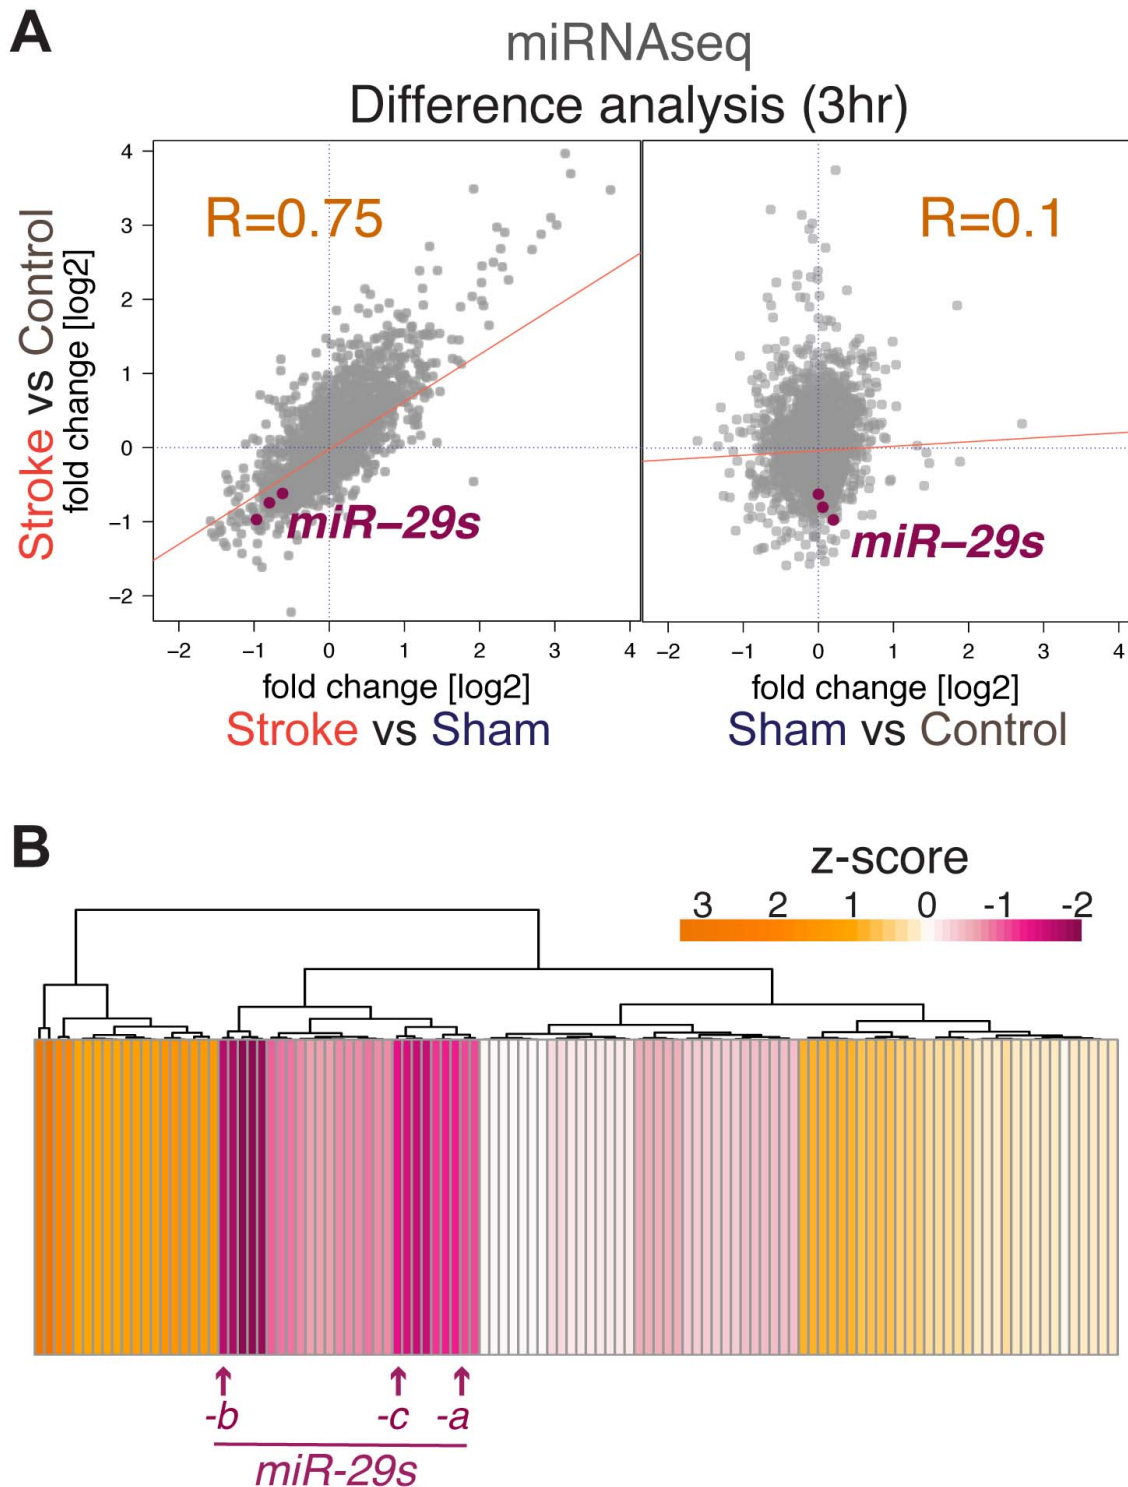 A
miRNAseq
Difference analysis (3hr)
Stroke vs Control
fold change [log2]
4
3
2
1
0
−1
−2
R=0.75
miR−29s
R=0.1
miR−29s
−2 −1 0 1 2 3 4
−2 −1 0 1 2 3 4
fold change [log2]
Stroke vs Sham
fold change [log2]
Sham vs Control
B
z-score
3 2 1 0 -1 -2
-b -c -a
miR-29s